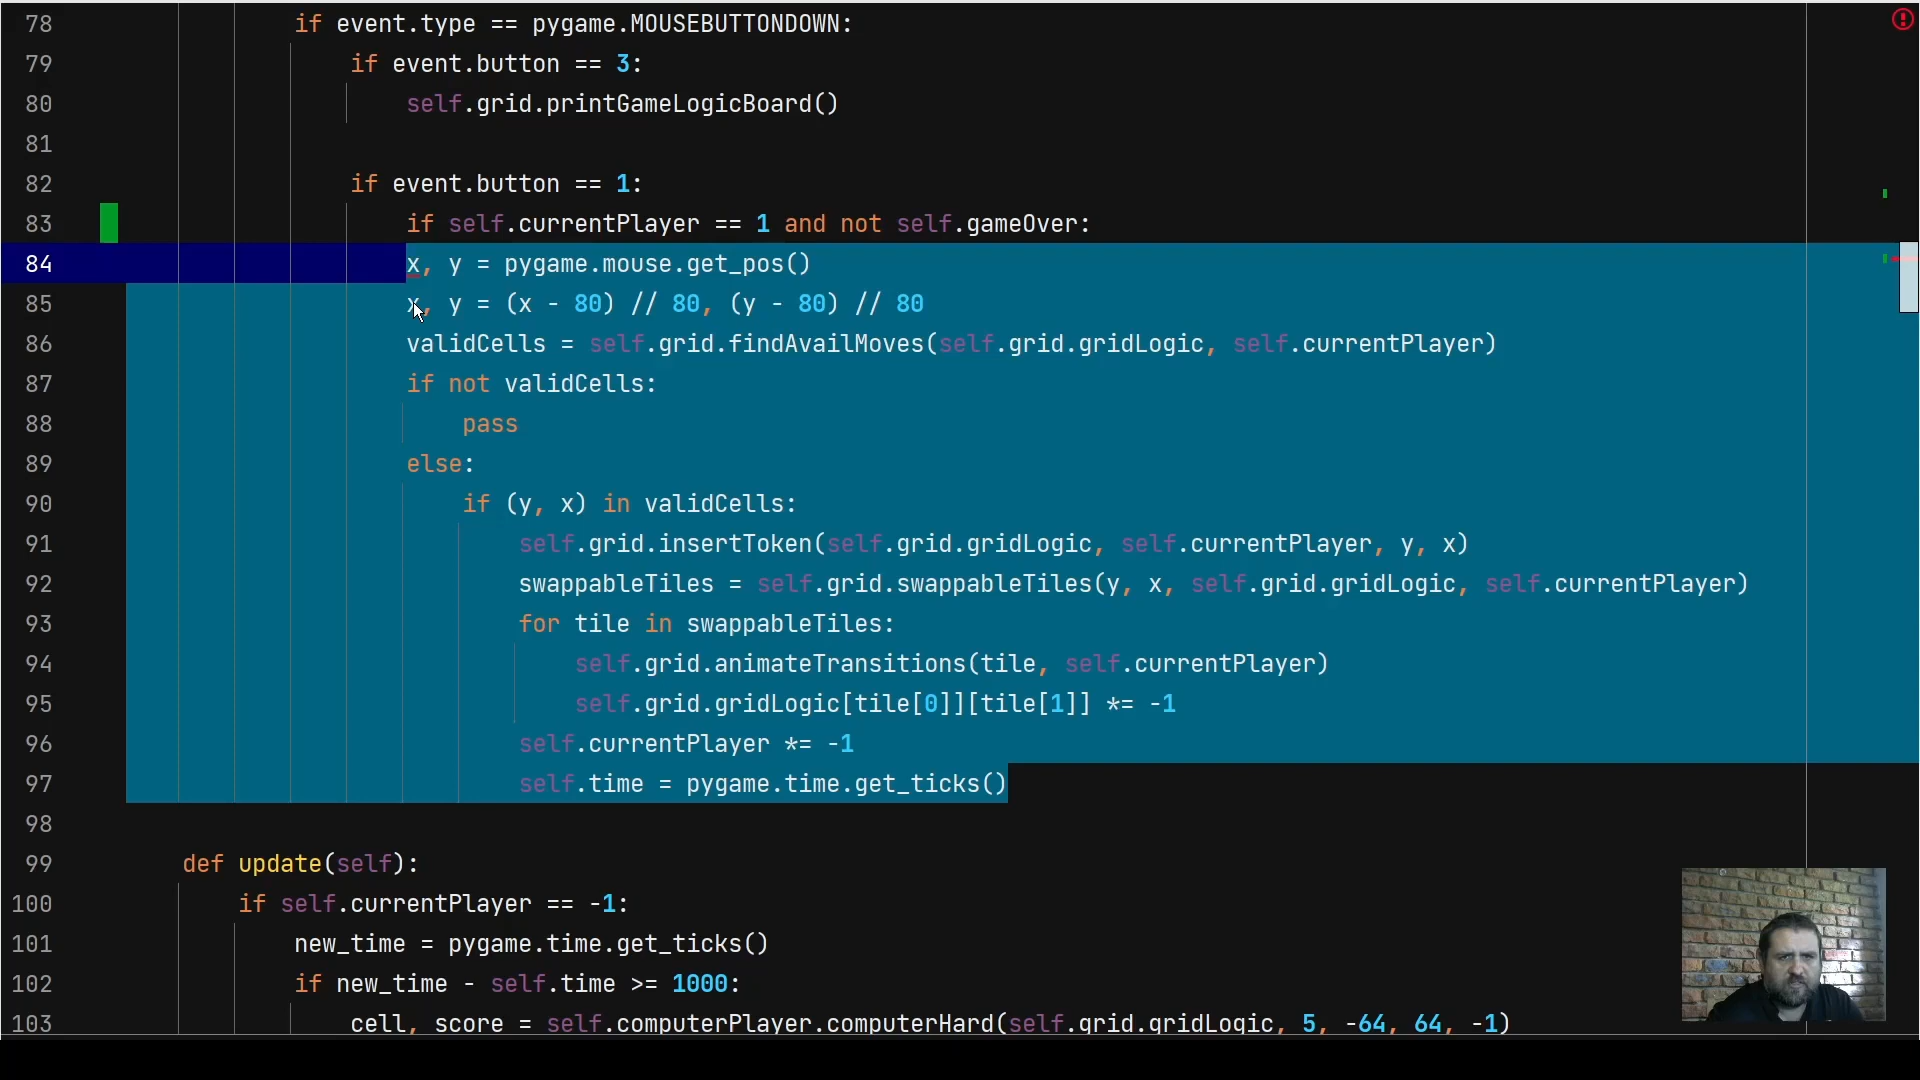 78 if event.type == pygame.MOUSEBUTTONDOWN:
79 if event.button == 3:
80 self.grid.printGameLogicBoard()
81
82 if event.button == 1:
83 if self.currentPlayer == 1 and not self.gameOver:
84 x, y = pygame.mouse.get_pos()
85 x, y = (x - 80) // 80, (y - 80) // 80
86 validCells = self.grid.findAvailMoves(self.grid.gridLogic, self.currentPlayer)
87 if not validCells:
88 pass
89 else:
90 if (y, x) in validCells:
91 self.grid.insertToken(self.grid.gridLogic, self.currentPlayer, y, x)
92 swappableTiles = self.grid.swappableTiles(y, x, self.grid.gridLogic, self.currentPlayer)
93 for tile in swappableTiles:
94 self.grid.animateTransitions(tile, self.currentPlayer)
95 self.grid.gridLogic[tile[0]][tile[1]] *= -1
96 self.currentPlayer *= -1
97 self.time = pygame.time.get_ticks()
98
99 def update(self):
100 if self.currentPlayer == -1:
101 new_time = pygame.time.get_ticks()
102 if new_time - self.time >= 1000:
103 cell, score = self.computerPlayer.computerHard(self.grid.gridLogic, 5, -64, 64, -1)